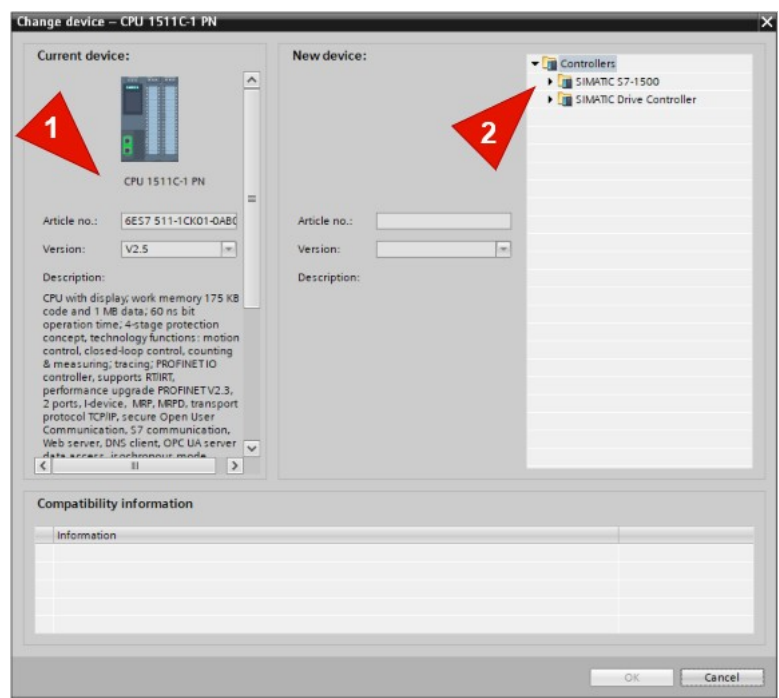 Change device – CPU 1511C-1 PN
Current device:
1
CPU 1511C-1 PN
Article no.: 6ES7 511-1CK01-0AB0
Version: V2.5
Description:
CPU with display; work memory 175 KB
code and 1 MB data; 60 ns bit
operation time; 4-stage protection
concept, technology functions: motion
control, closed-loop control, counting
& measuring; tracing; PROFINET IO
controller, supports RT/IRT,
performance upgrade PROFINET V2.3,
2 ports, I-device, MRP, MRPD, transport
protocol TCP/IP, secure Open User
Communication, S7 communication,
Web server, DNS client, OPC UA server
data access, isochronous mode
New device:
Article no.:
Version:
Description:
Controllers
SIMATIC S7-1500
SIMATIC Drive Controller
2
Compatibility information
Information
OK
Cancel